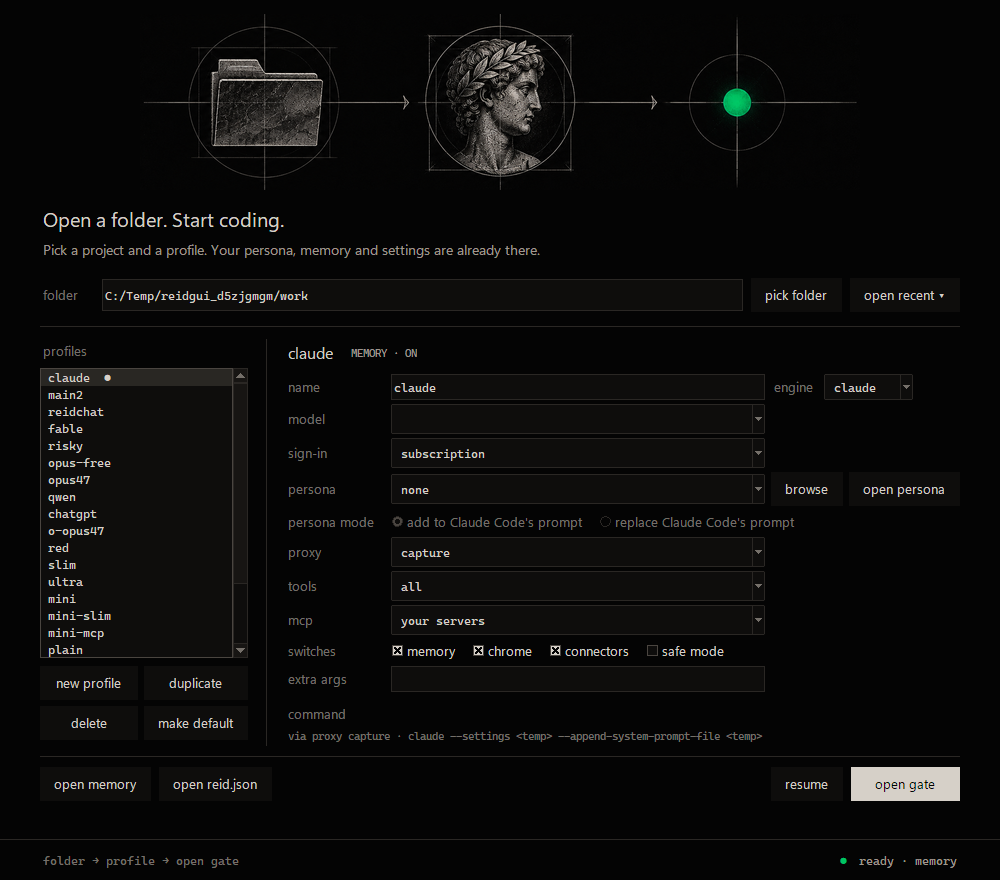 Open a folder. Start coding.
Pick a project and a profile. Your persona, memory and settings are already there.
folder C:/Temp/reidgui_d5zjgmgm/work pick folder open recent ▾
profiles
claude ●
main2
reidchat
fable
risky
opus-free
opus47
qwen
chatgpt
o-opus47
red
slim
ultra
mini
mini-slim
mini-mcp
plain
new profile duplicate
delete make default
claude MEMORY · ON
name claude engine claude
model
sign-in subscription
persona none browse open persona
persona mode add to Claude Code's prompt replace Claude Code's prompt
proxy capture
tools all
mcp your servers
switches memory chrome connectors safe mode
extra args
command
via proxy capture · claude --settings <temp> --append-system-prompt-file <temp>
open memory open reid.json resume open gate
folder → profile → open gate ● ready · memory